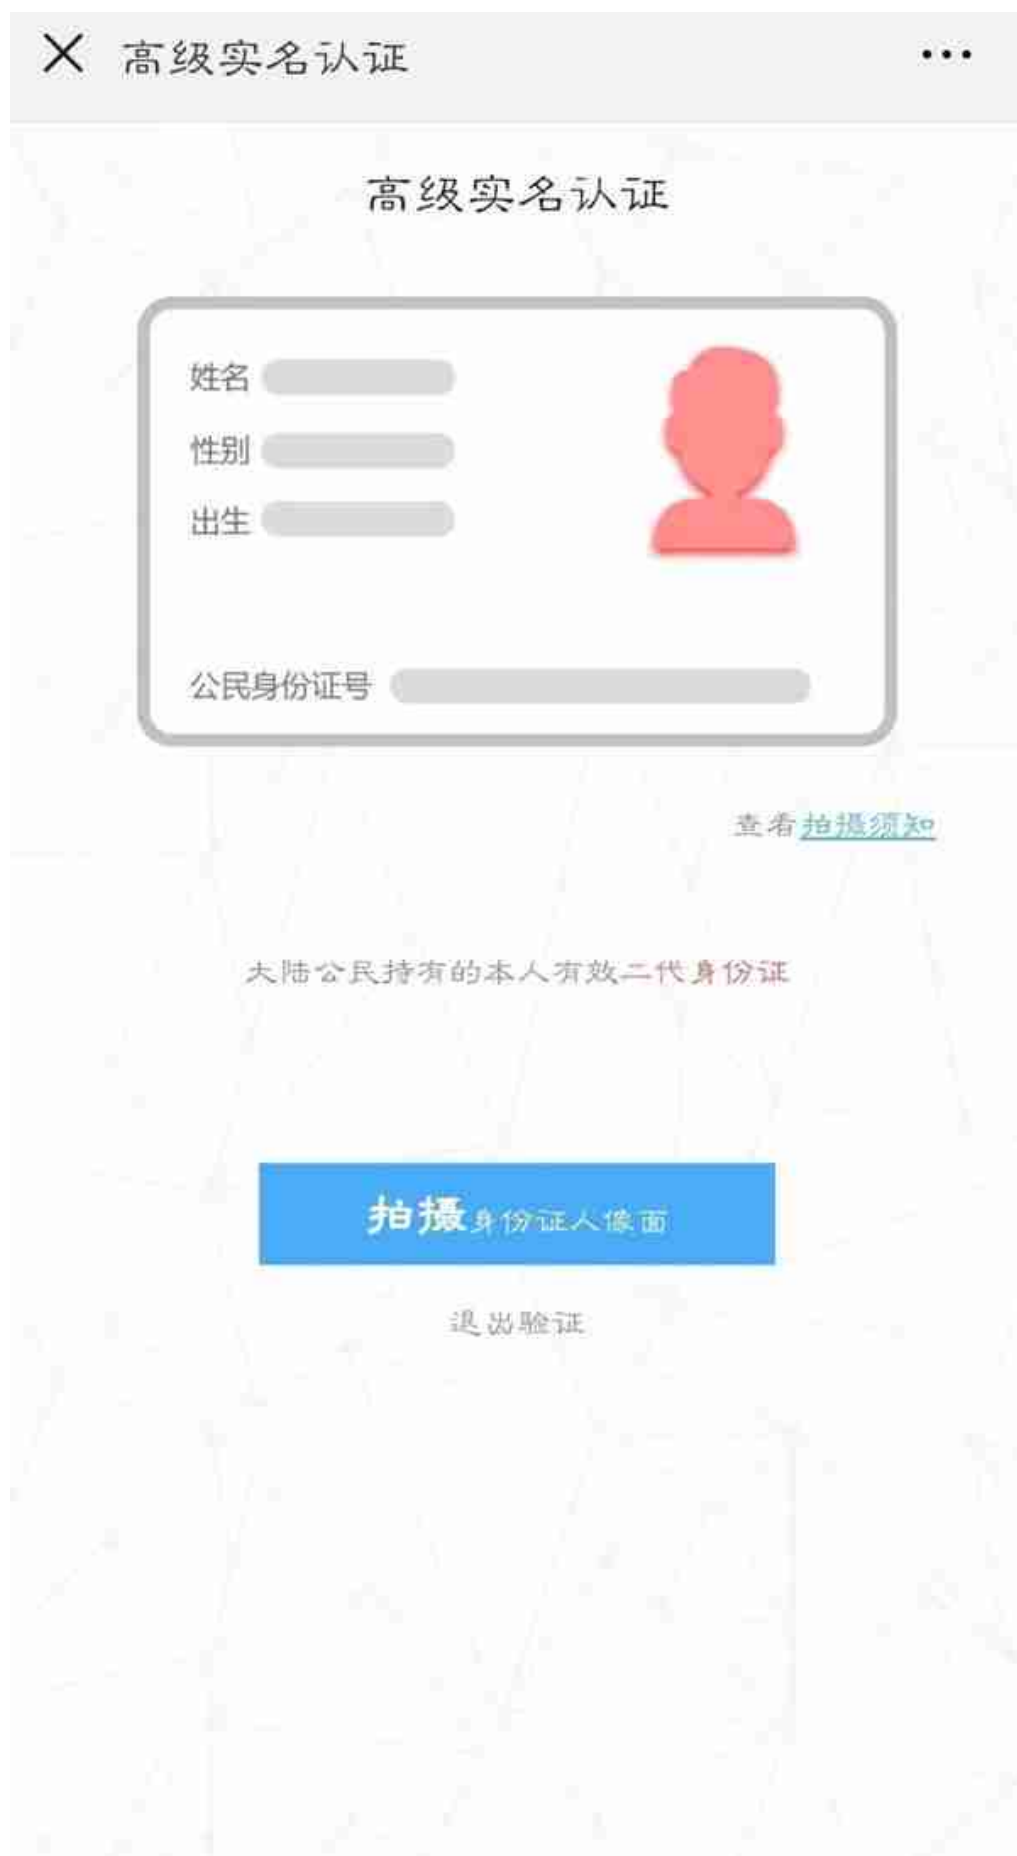 高级实名认证
高级实名认证
姓名
性别
出生
公民身份证号
查看拍摄须知
大陆公民持有的本人有效二代身份证
拍摄身份证人像面
退出验证